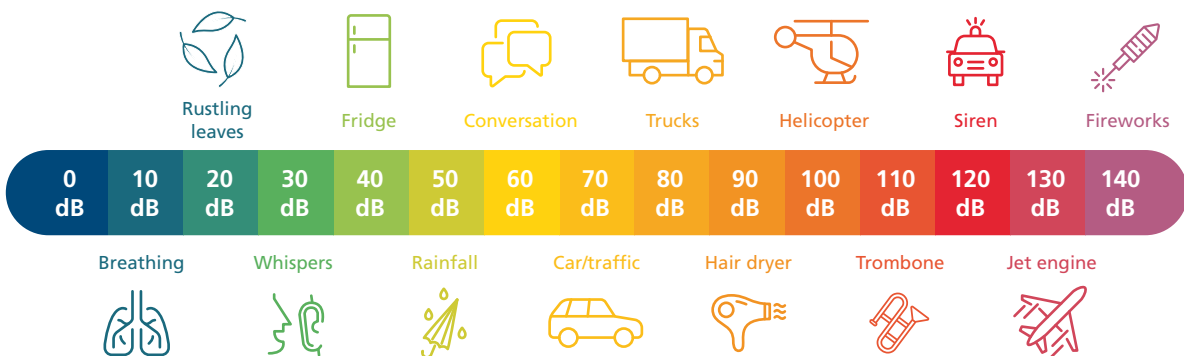 Rustling
leaves
Fridge
Conversation
Trucks
Helicopter
Siren
Fireworks
0
dB
10
dB
20
dB
30
dB
40
dB
50
dB
60
dB
70
dB
80
dB
90
dB
100
dB
110
dB
120
dB
130
dB
140
dB
Breathing
Whispers
Rainfall
Car/traffic
Hair dryer
Trombone
Jet engine